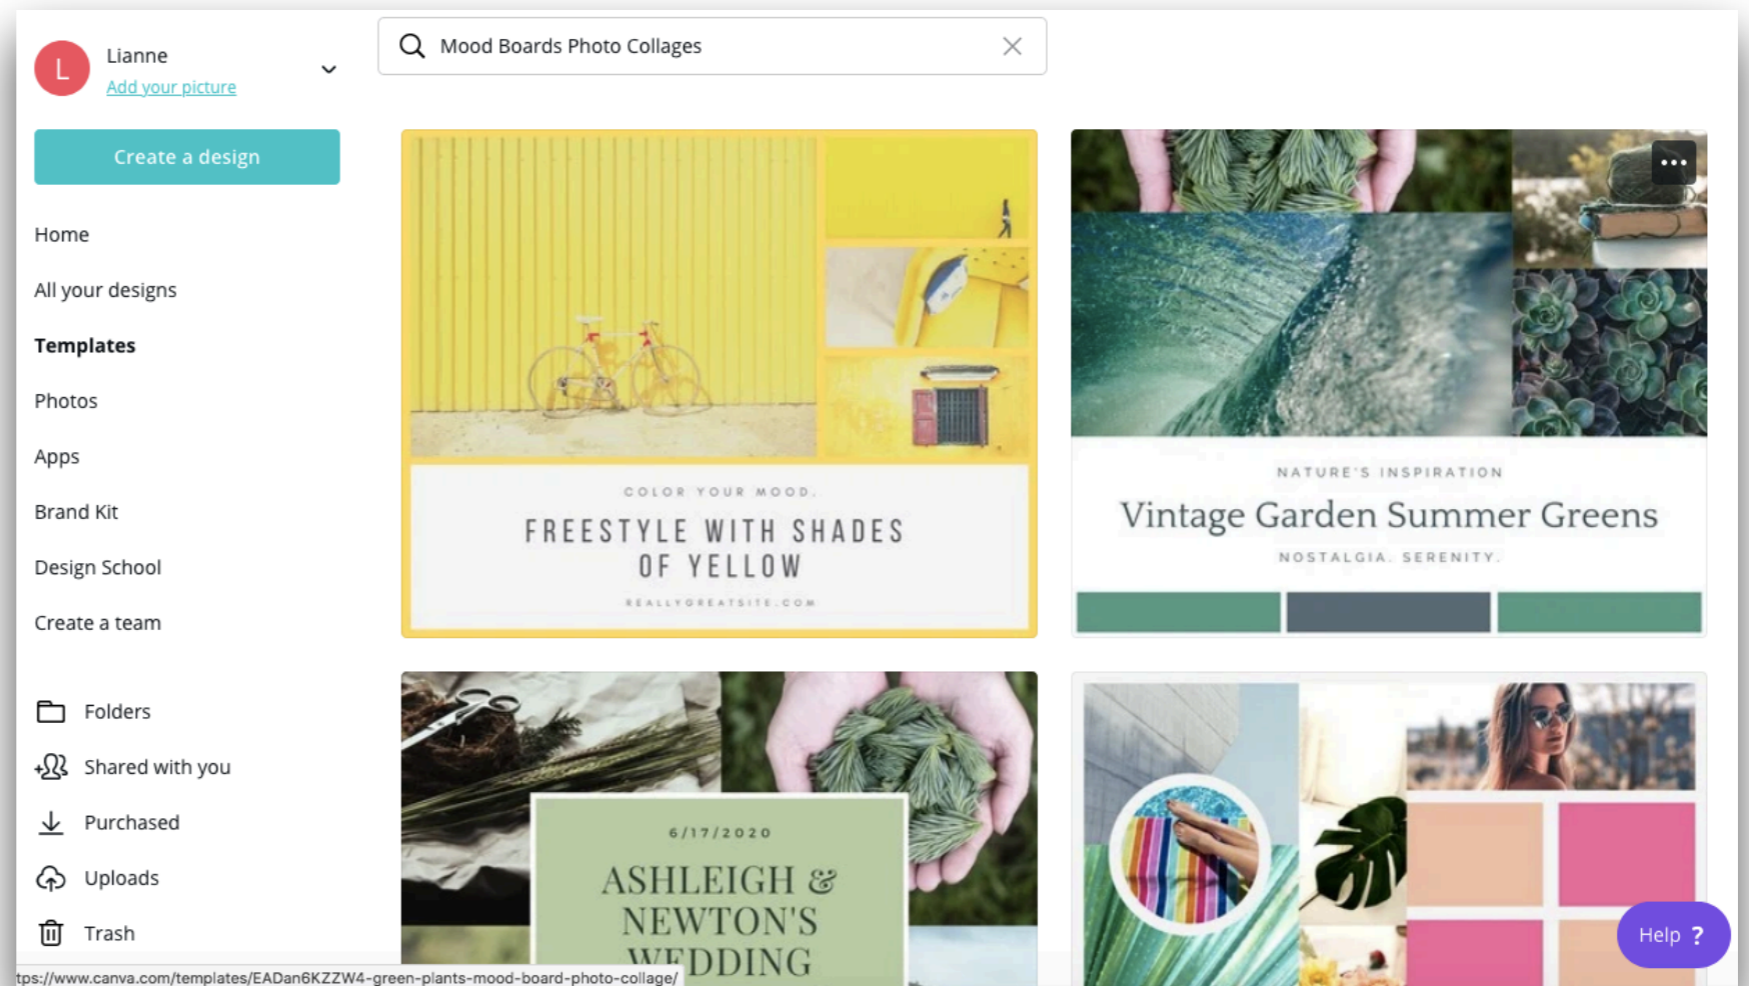 L
Lianne
Add your picture
Mood Boards Photo Collages
Create a design
Home
All your designs
Templates
Photos
Apps
Brand Kit
Design School
Create a team
Folders
Shared with you
Purchased
Uploads
Trash
COLOR YOUR MOOD.
FREESTYLE WITH SHADES
OF YELLOW
REALLYGREATSITE.COM
NATURE'S INSPIRATION
Vintage Garden Summer Greens
NOSTALGIA. SERENITY.
6/17/2020
ASHLEIGH &
NEWTON'S
WEDDING
Help ?
tps://www.canva.com/templates/EADan6KZZW4-green-plants-mood-board-photo-collage/